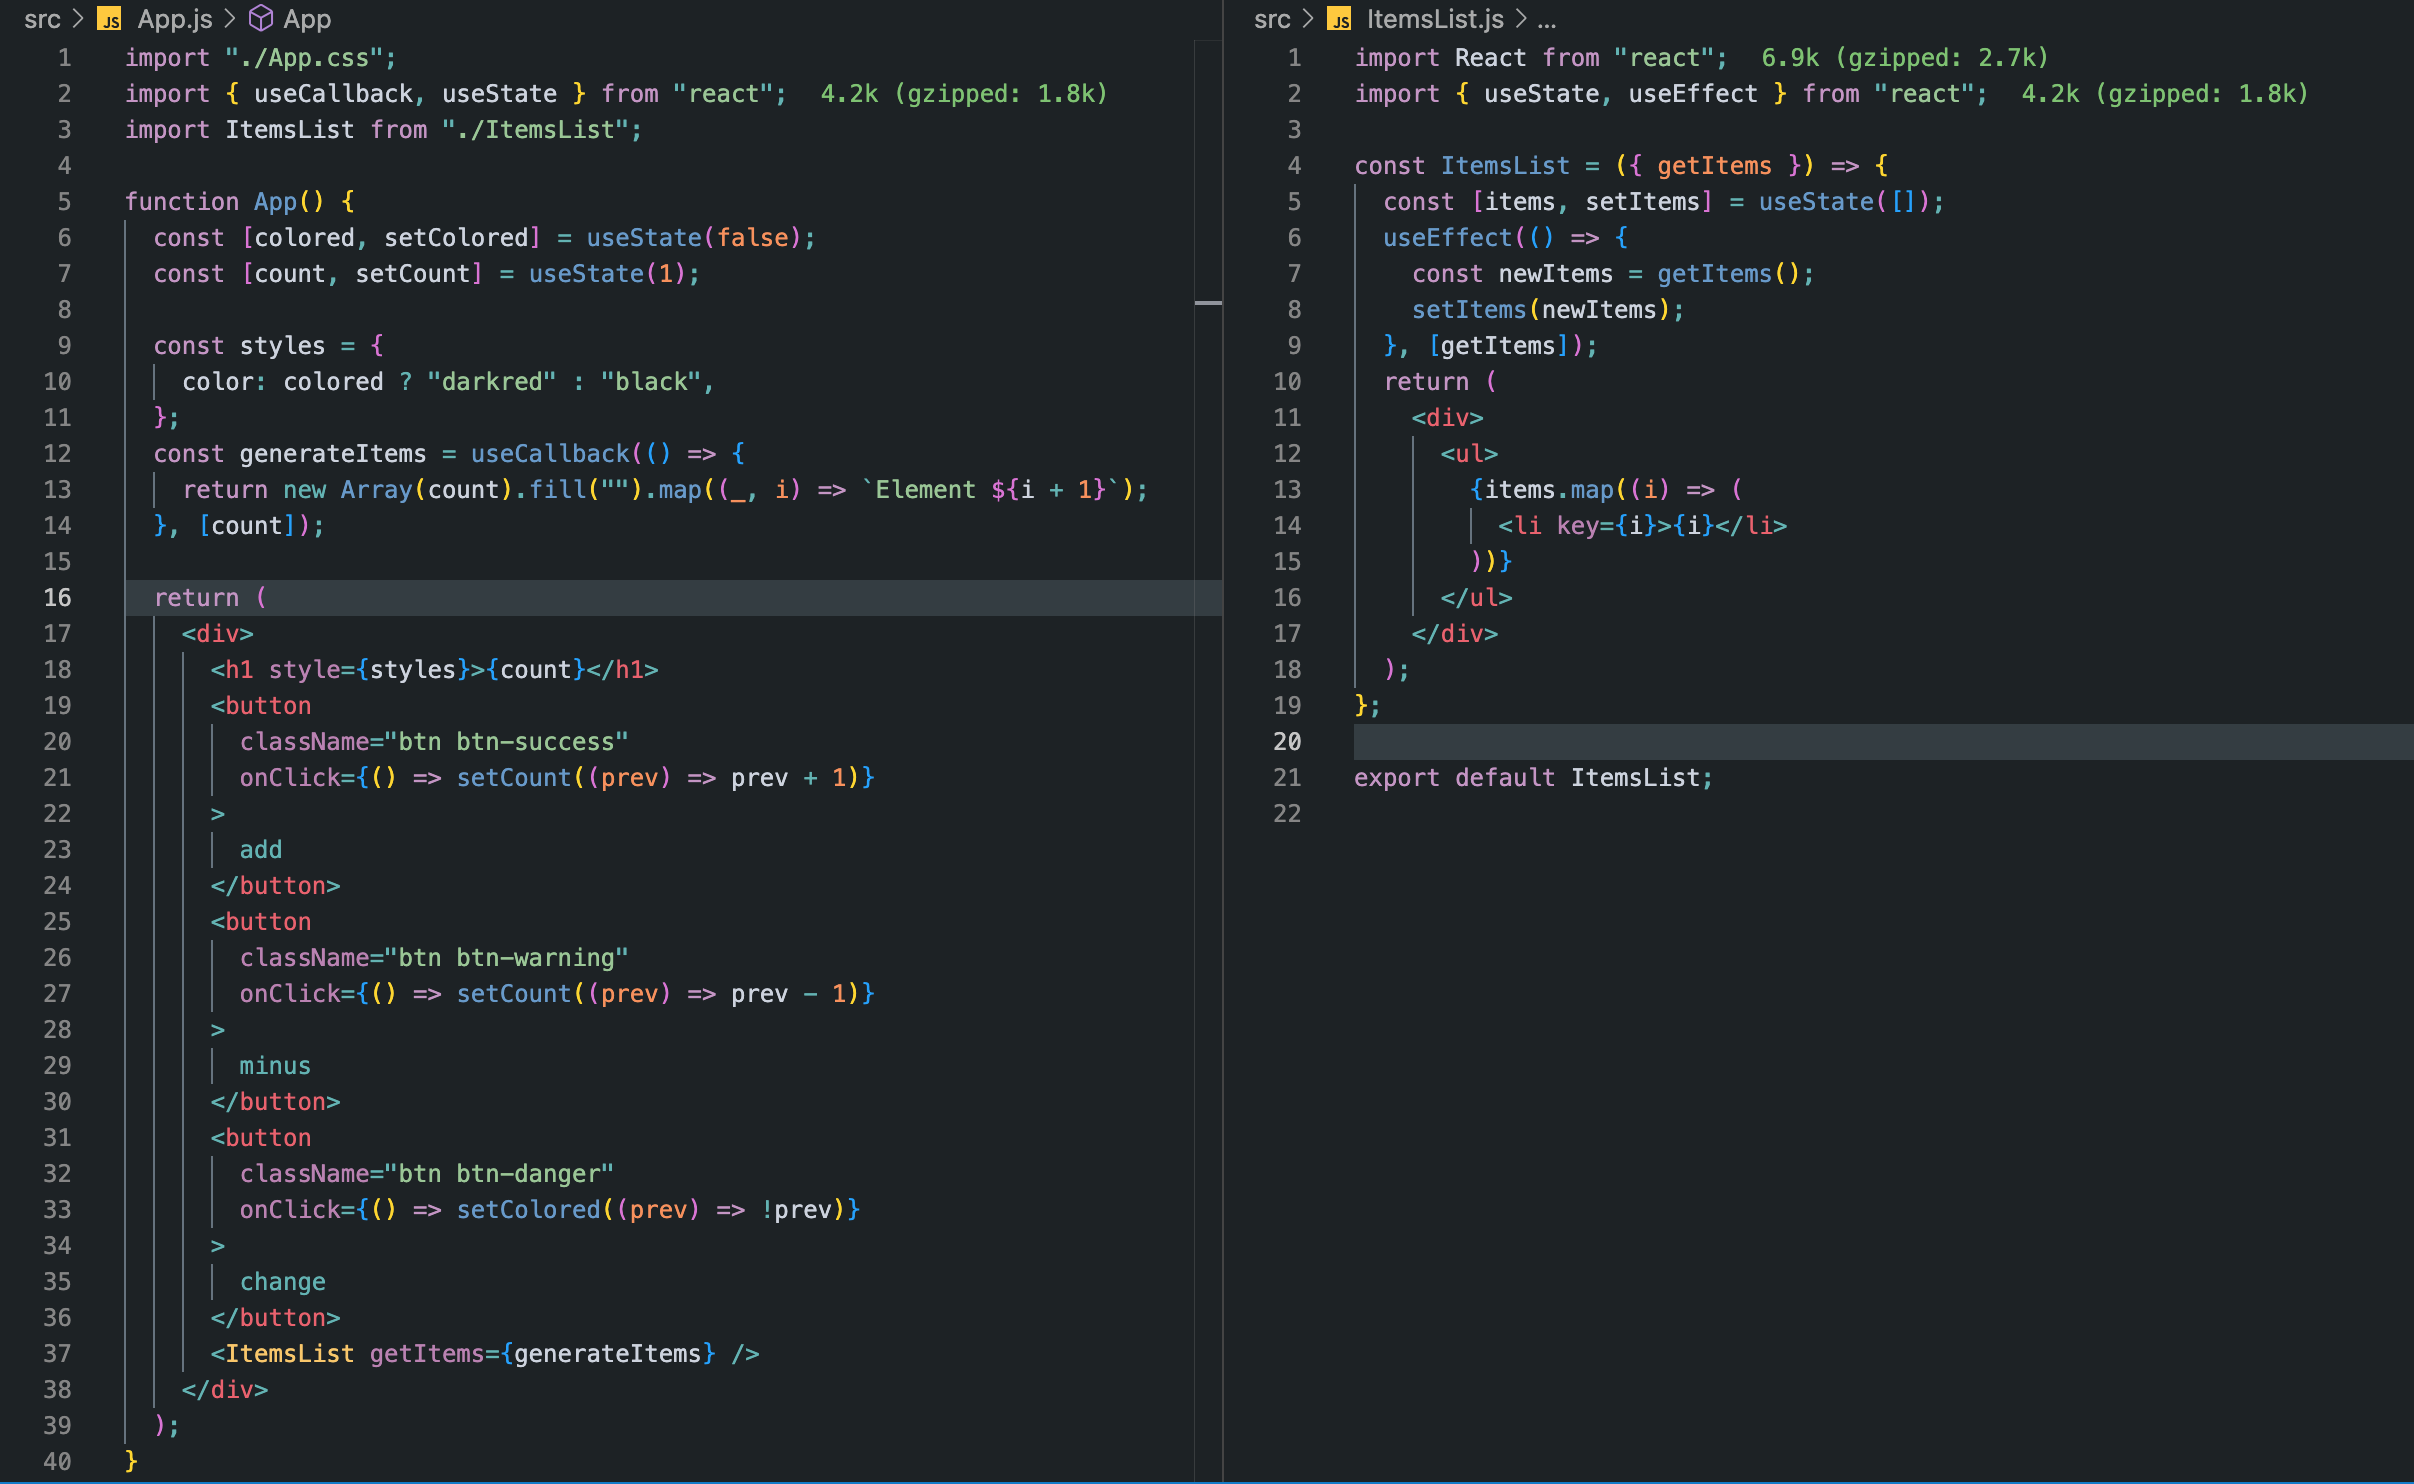 src > JS App.js > App
1 import "./App.css";
2 import { useCallback, useState } from "react"; 4.2k (gzipped: 1.8k)
3 import ItemsList from "./ItemsList";
4
5 function App() {
6 const [colored, setColored] = useState(false);
7 const [count, setCount] = useState(1);
8
9 const styles = {
10 color: colored ? "darkred" : "black",
11 };
12 const generateItems = useCallback(() => {
13 return new Array(count).fill("").map((_, i) => `Element ${i + 1}`);
14 }, [count]);
15
16 return (
17 <div>
18 <h1 style={styles}>{count}</h1>
19 <button
20 className="btn btn-success"
21 onClick={() => setCount((prev) => prev + 1)}
22 >
23 add
24 </button>
25 <button
26 className="btn btn-warning"
27 onClick={() => setCount((prev) => prev - 1)}
28 >
29 minus
30 </button>
31 <button
32 className="btn btn-danger"
33 onClick={() => setColored((prev) => !prev)}
34 >
35 change
36 </button>
37 <ItemsList getItems={generateItems} />
38 </div>
39 );
40 }
src > JS ItemsList.js > ...
1 import React from "react"; 6.9k (gzipped: 2.7k)
2 import { useState, useEffect } from "react"; 4.2k (gzipped: 1.8k)
3
4 const ItemsList = ({ getItems }) => {
5 const [items, setItems] = useState([]);
6 useEffect(() => {
7 const newItems = getItems();
8 setItems(newItems);
9 }, [getItems]);
10 return (
11 <div>
12 <ul>
13 {items.map((i) => (
14 <li key={i}>{i}</li>
15 ))}
16 </ul>
17 </div>
18 );
19 };
20
21 export default ItemsList;
22